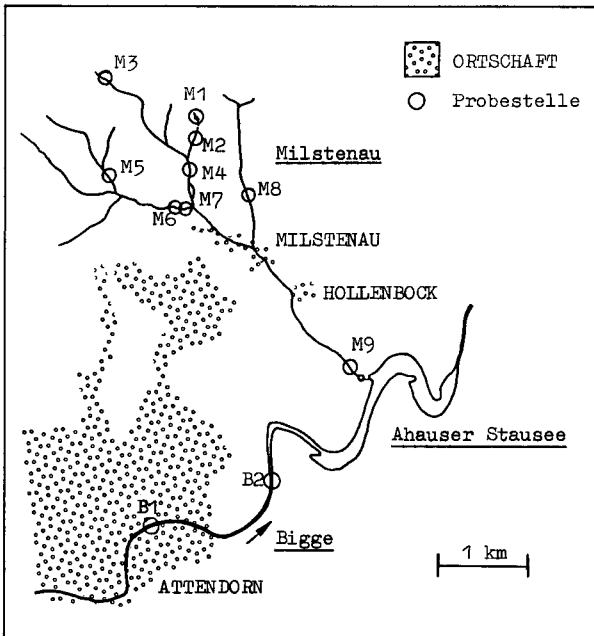 M3
ORTSCHAFT
M1
Probestelle
M2
Milstenau
M4
M5
M8
M6
M7
MILSTENAU
HOLLENBOCK
M9
Ahauser Stausee
B2
B1
Bigge
1 km
ATTENDORN